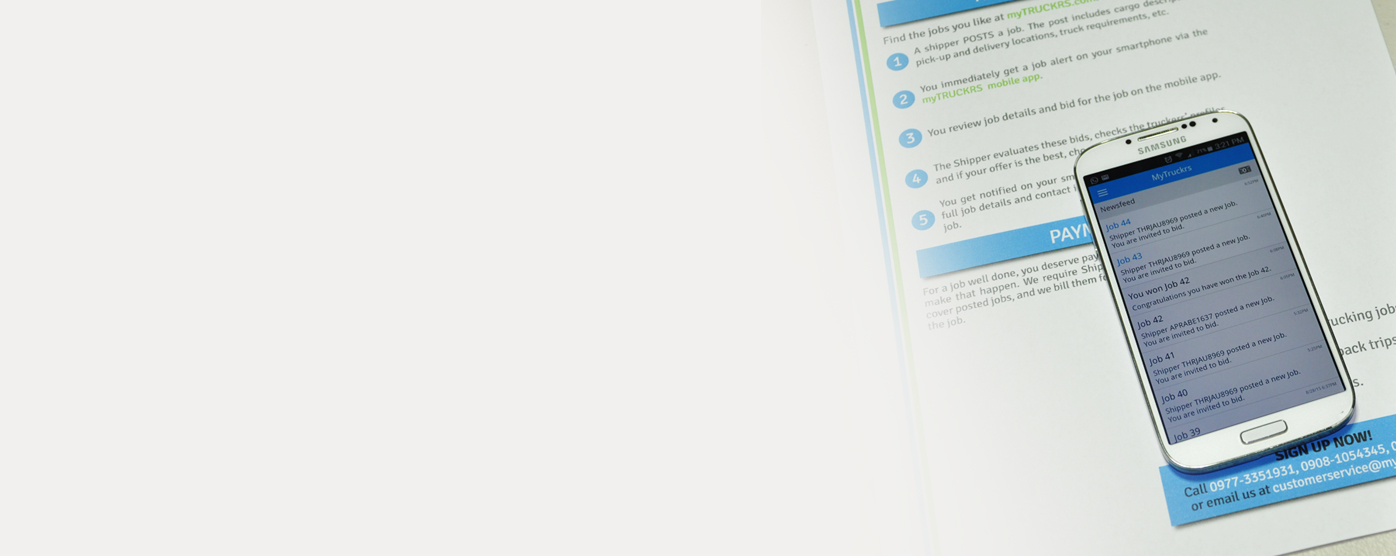 Find the jobs you like at myTRUCKRS.com
1 A shipper POSTS a job. The post includes cargo
pick-up and delivery locations, truck requirements, etc.
2 You immediately get a job alert on your smartphone via the
myTRUCKRS mobile app.
3 You review job details and bid for the job on the mobile app.
4 The Shipper evaluates these bids, checks the truckers' profiles
and if your offer is the best,
5 You get notified on your
full job details and contact
job.
For a job well done, you deserve
make that happen. We require
cover posted jobs, and we bill them
the job.
SAMSUNG
3:21 PM
MyTruckrs
Newsfeed
Job 44
Shipper THRJAU8969 posted a new Job.
You are invited to bid.
Job 43
Shipper THRJAU8969 posted a new Job.
You are invited to bid.
You won Job 42
Congratulations you have won the Job 42.
Job 42
Shipper APRABE1637 posted a new Job.
You are invited to bid.
Job 41
Shipper THRJAU8969 posted a new Job.
You are invited to bid.
Job 40
Shipper THRJAU8969 posted a new Job.
You are invited to bid.
Job 39
back trips
SIGN UP NOW!
Call 0977-3351931, 0908-1054345,
or email us at